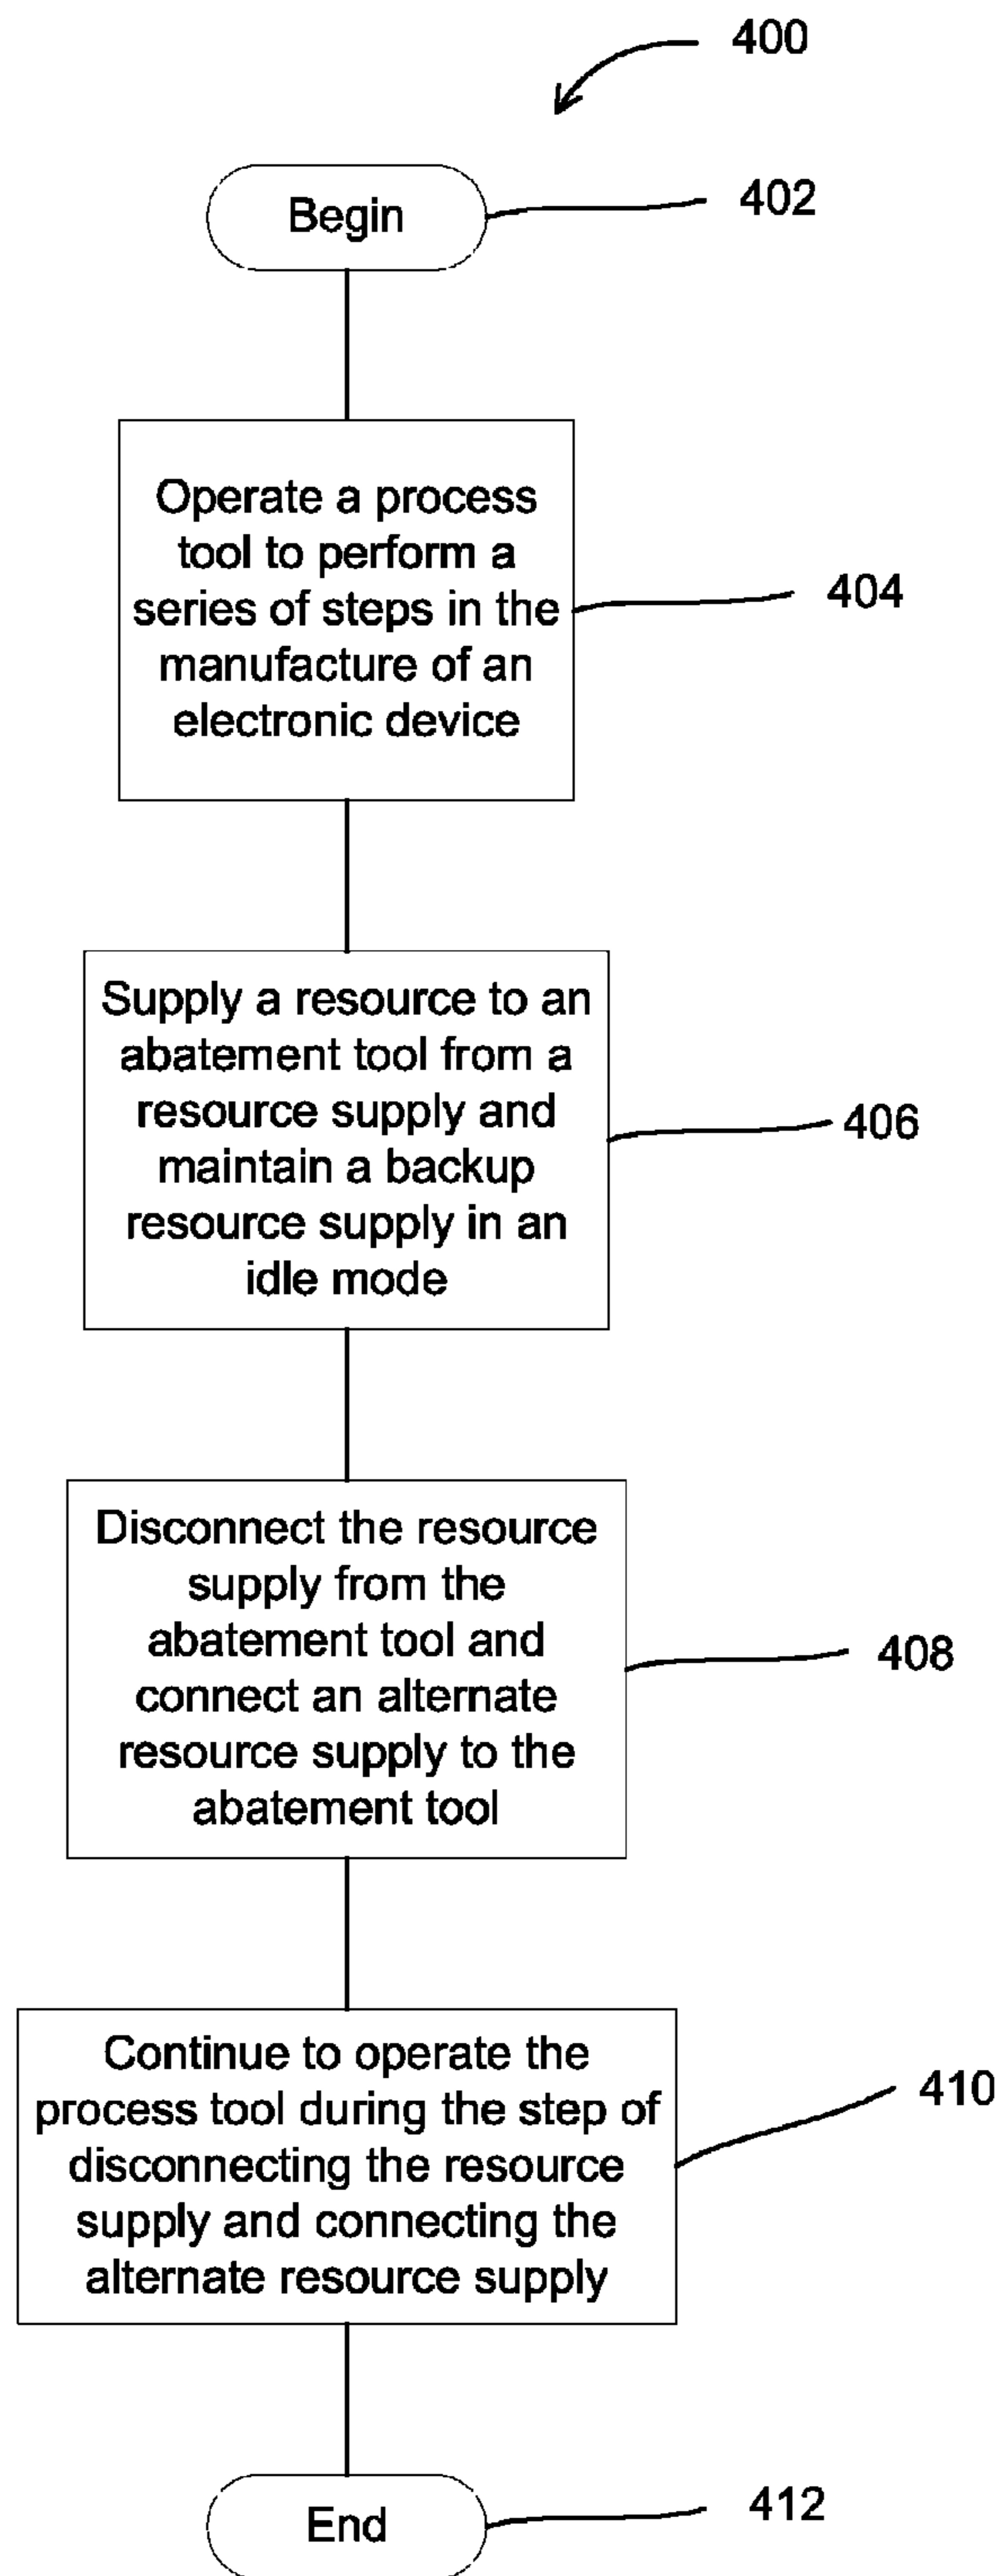 400
Begin
402
Operate a process
tool to perform a
series of steps in the
manufacture of an
electronic device
404
Supply a resource to an
abatement tool from a
resource supply and
maintain a backup
resource supply in an
idle mode
406
Disconnect the resource
supply from the
abatement tool and
connect an alternate
resource supply to the
abatement tool
408
Continue to operate the
process tool during the step of
disconnecting the resource
supply and connecting the
alternate resource supply
410
End
412